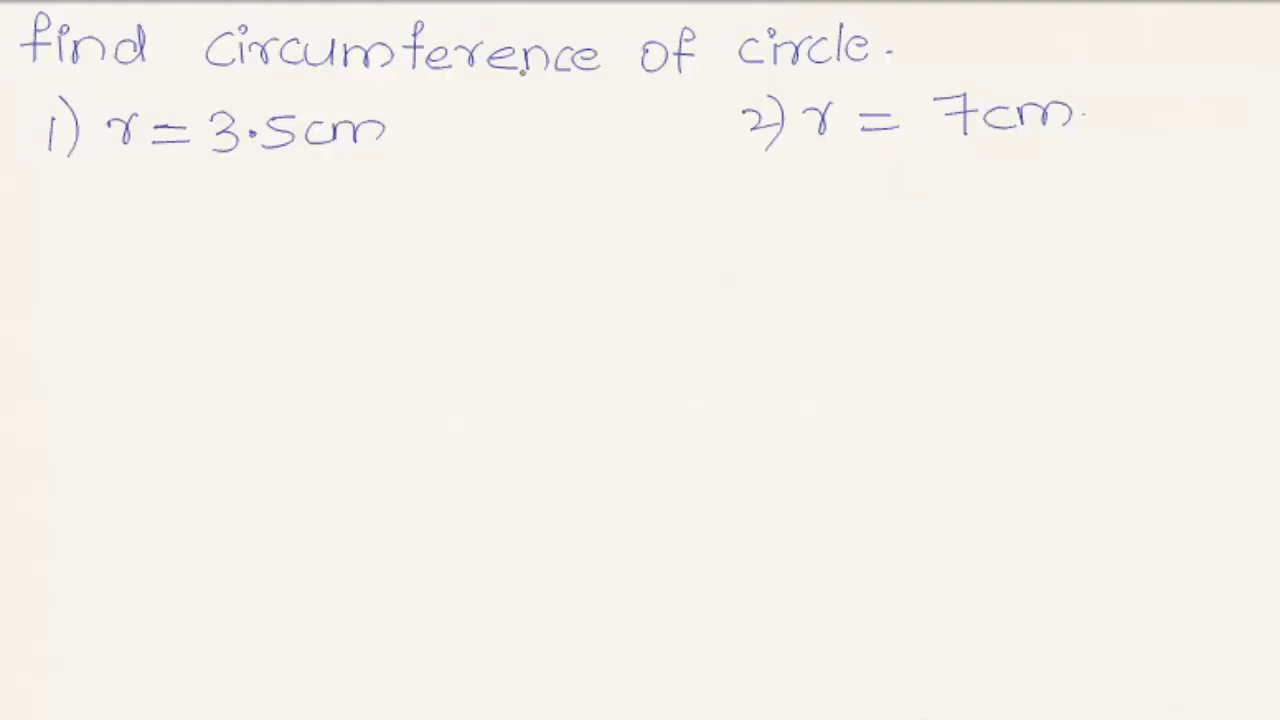 find circumference of circle.
1) r = 3.5cm 2) r = 7cm.